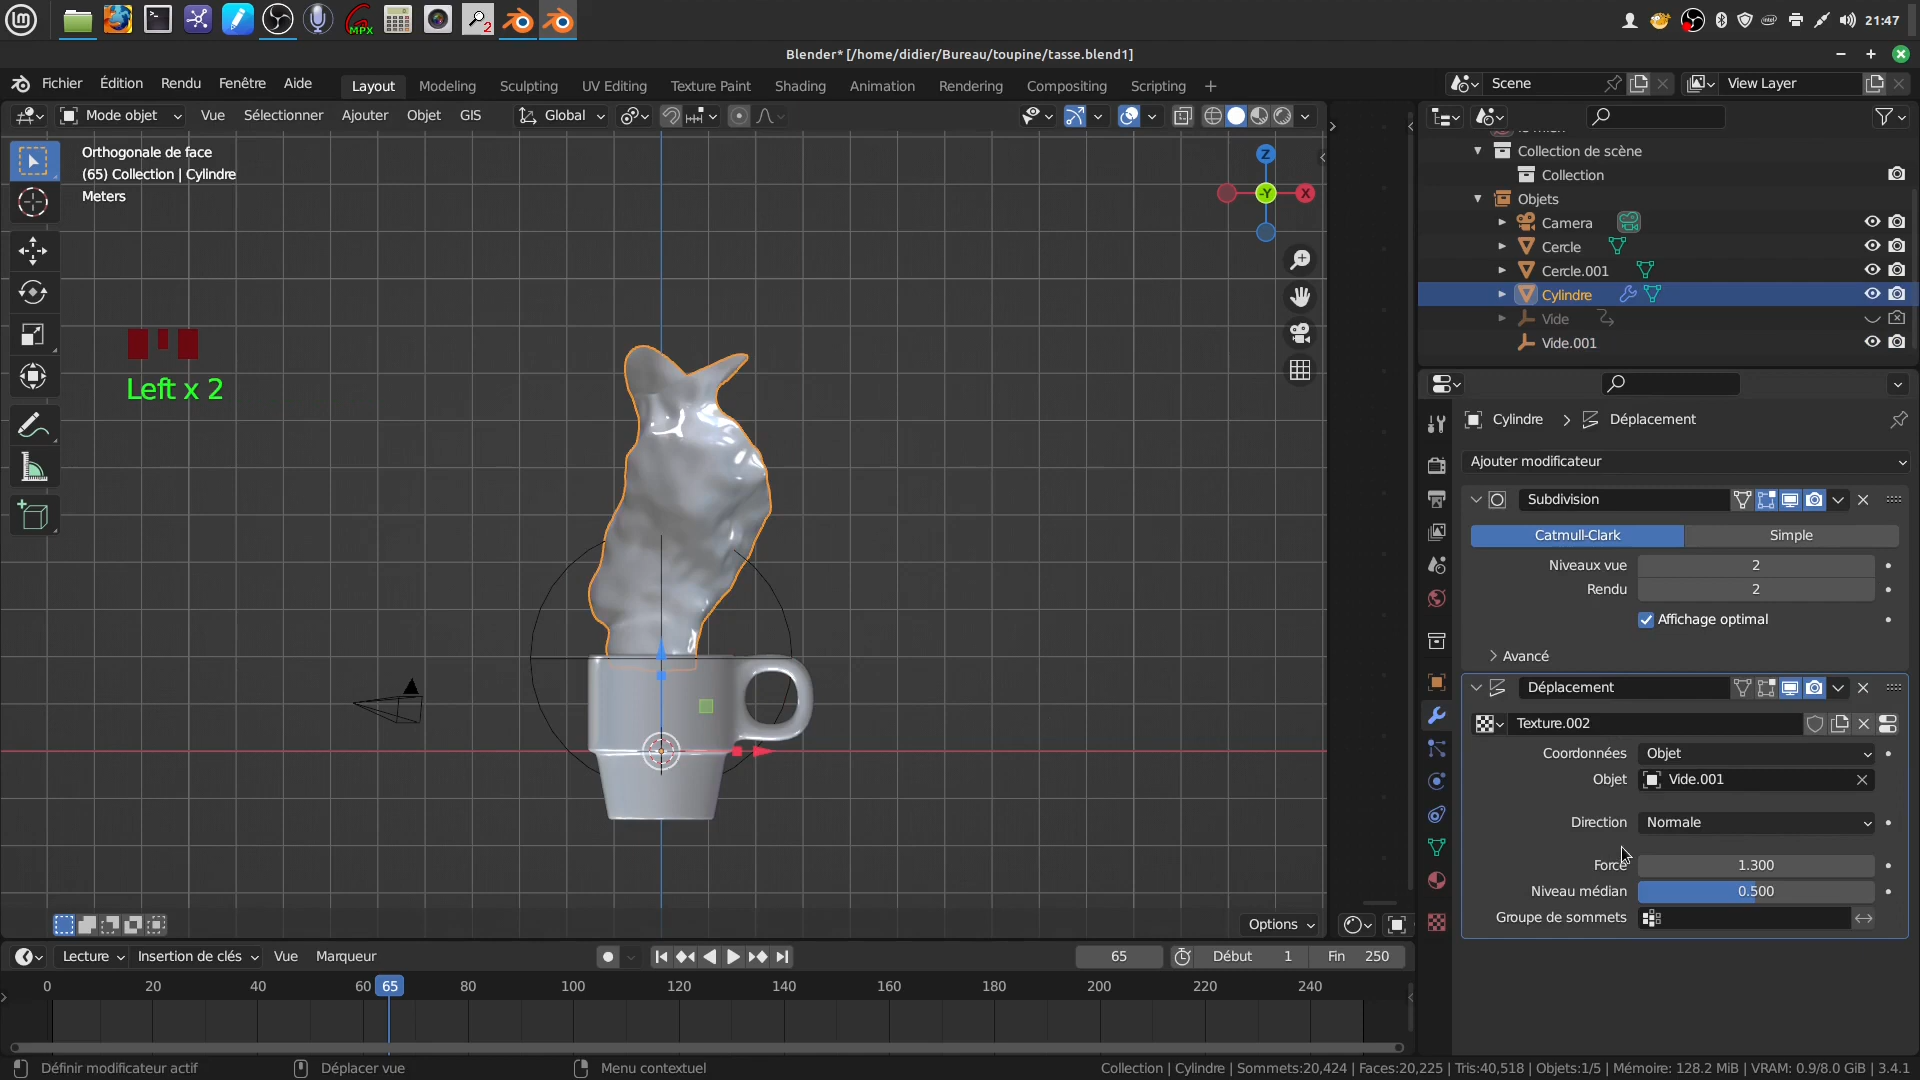 MPX
2
21:47
Blender* [/home/didier/Bureau/toupine/tasse.blend1]
Fichier Édition Rendu Fenêtre Aide
Layout Modeling Sculpting UV Editing Texture Paint Shading Animation Rendering Compositing Scripting +
Scene View Layer
Mode objet Vue Sélectionner Ajouter Objet GIS Global
Orthogonale de face
(65) Collection | Cylindre
Meters
Z
-Y
X
Left x 2
Collection de scène
Collection
Objets
Camera
Cercle
Cercle.001
Cylindre
Vide
Vide.001
Cylindre > Déplacement
Ajouter modificateur
Subdivision
Catmull-Clark Simple
Niveaux vue 2
Rendu 2
Affichage optimal
Avancé
Déplacement
Texture.002
Coordonnées Objet
Objet Vide.001
Direction Normale
Force 1.300
Niveau médian 0.500
Groupe de sommets
Options
Lecture Insertion de clés Vue Marqueur
65 Début 1 Fin 250
0 20 40 60 65 80 100 120 140 160 180 200 220 240
Définir modificateur actif Déplacer vue Menu contextuel
Collection | Cylindre | Sommets:20,424 | Faces:20,225 | Tris:40,518 | Objets:1/5 | Mémoire: 128.2 MiB | VRAM: 0.9/8.0 GiB | 3.4.1